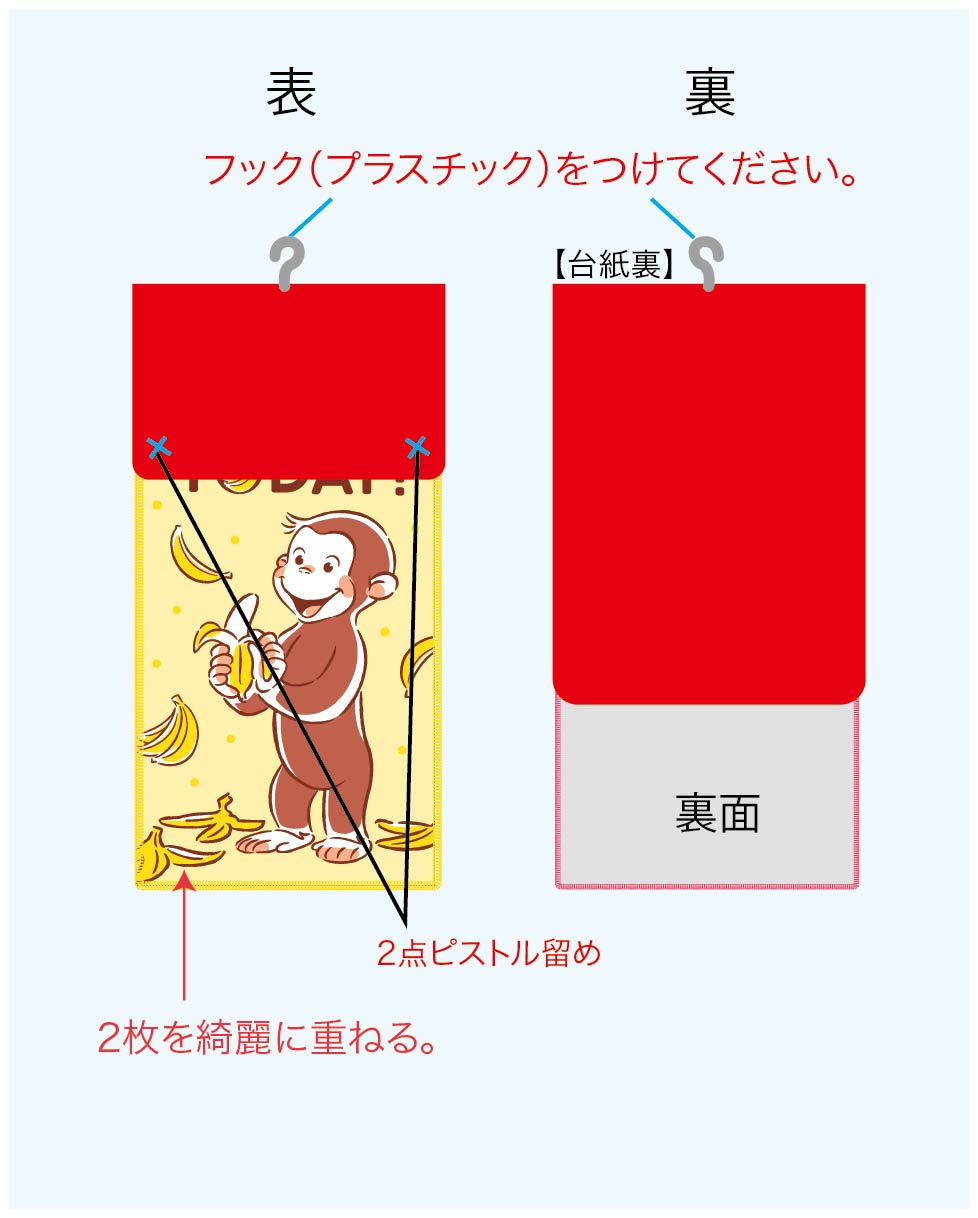 表 裏
フック（プラスチック）をつけてください。
【台紙裏】
裏面
2点ピストル留め
2枚を綺麗に重ねる。